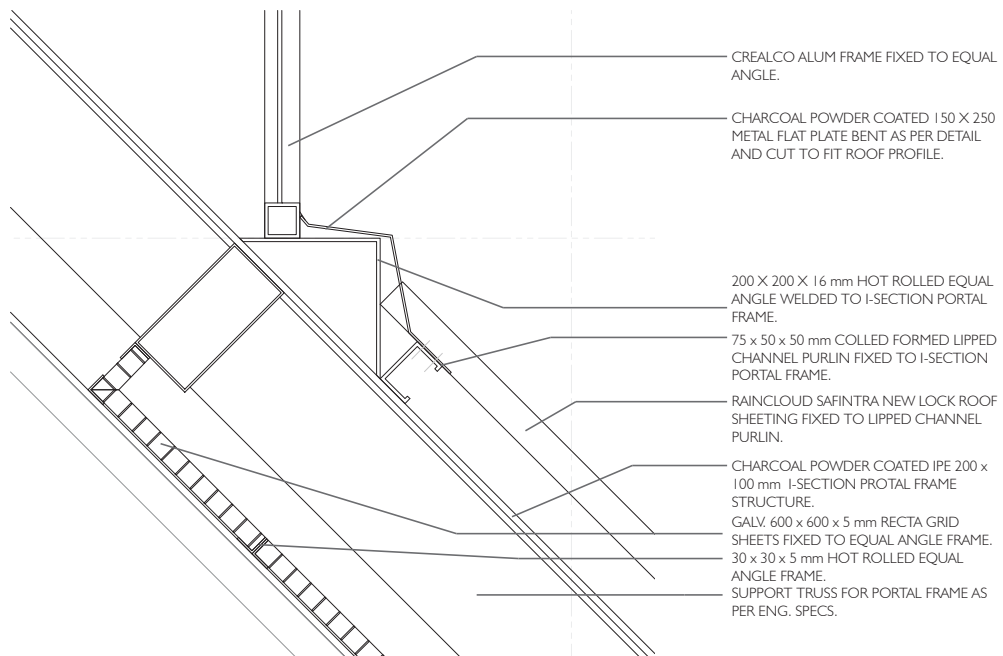 CREALCO ALUM FRAME FIXED TO EQUAL
ANGLE.
CHARCOAL POWDER COATED 150 X 250
METAL FLAT PLATE BENT AS PER DETAIL
AND CUT TO FIT ROOF PROFILE.
200 X 200 X 16 mm HOT ROLLED EQUAL
ANGLE WELDED TO I-SECTION PORTAL
FRAME.
75 x 50 x 50 mm COLLED FORMED LIPPED
CHANNEL PURLIN FIXED TO I-SECTION
PORTAL FRAME.
RAINCLOUD SAFINTRA NEW LOCK ROOF
SHEETING FIXED TO LIPPED CHANNEL
PURLIN.
CHARCOAL POWDER COATED IPE 200 x
100 mm I-SECTION PROTAL FRAME
STRUCTURE.
GALV. 600 x 600 x 5 mm RECTA GRID
SHEETS FIXED TO EQUAL ANGLE FRAME.
30 x 30 x 5 mm HOT ROLLED EQUAL
ANGLE FRAME.
SUPPORT TRUSS FOR PORTAL FRAME AS
PER ENG. SPECS.